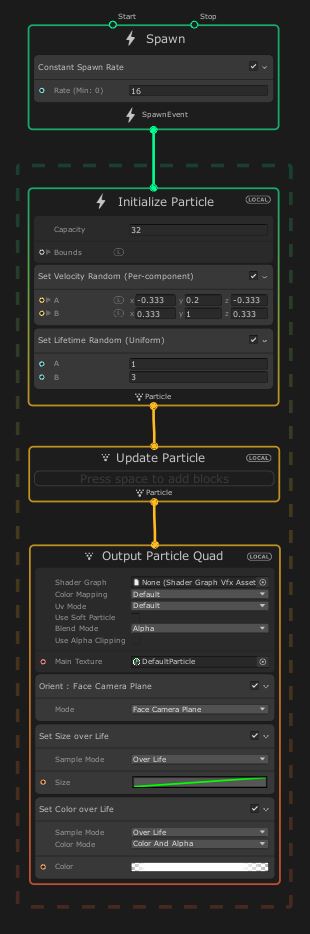 Start Stop
Spawn
Constant Spawn Rate
Rate (Min: 0) 16
SpawnEvent
Initialize Particle LOCAL
Capacity 32
Bounds L
Set Velocity Random (Per-component)
A L x -0.333 y 0.2 z -0.333
B L x 0.333 y 1 z 0.333
Set Lifetime Random (Uniform)
A 1
B 3
Particle
Update Particle LOCAL
Press space to add blocks
Particle
Output Particle Quad LOCAL
Shader Graph None (Shader Graph Vfx Asset
Color Mapping Default
Uv Mode Default
Use Soft Particle
Blend Mode Alpha
Use Alpha Clipping
Main Texture DefaultParticle
Orient : Face Camera Plane
Mode Face Camera Plane
Set Size over Life
Sample Mode Over Life
Size
Set Color over Life
Sample Mode Over Life
Color Mode Color And Alpha
Color